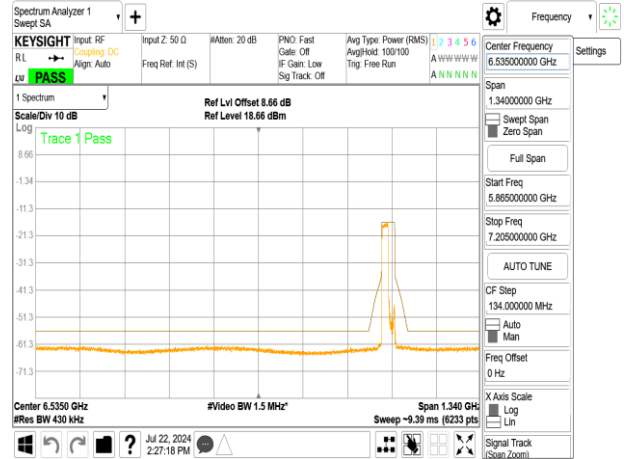 Spectrum Analyzer 1
Swept SA
+
Frequency
Settings
KEYSIGHT
RL
LW PASS
Input: RF
Coupling: DC
Align: Auto
Input Z: 50 Ω
Freq Ref: Int (S)
#Atten: 20 dB
PNO: Fast
Gate: Off
IF Gain: Low
Sig Track: Off
Avg Type: Power (RMS)
Avg|Hold: 100/100
Trig: Free Run
1 2 3 4 5 6
A W W W W W
A N N N N N
1 Spectrum
Scale/Div 10 dB
Ref Lvl Offset 8.66 dB
Ref Level 18.66 dBm
Log
Trace 1 Pass
8.66
-1.34
-11.3
-21.3
-31.3
-41.3
-51.3
-61.3
-71.3
Center 6.5350 GHz
#Res BW 430 kHz
#Video BW 1.5 MHz*
Span 1.340 GHz
Sweep ~9.39 ms (6233 pts
Center Frequency
6.535000000 GHz
Span
1.34000000 GHz
Swept Span
Zero Span
Full Span
Start Freq
5.865000000 GHz
Stop Freq
7.205000000 GHz
AUTO TUNE
CF Step
134.000000 MHz
Auto
Man
Freq Offset
0 Hz
X Axis Scale
Log
Lin
Signal Track
(Span Zoom)
?
Jul 22, 2024
2:27:18 PM